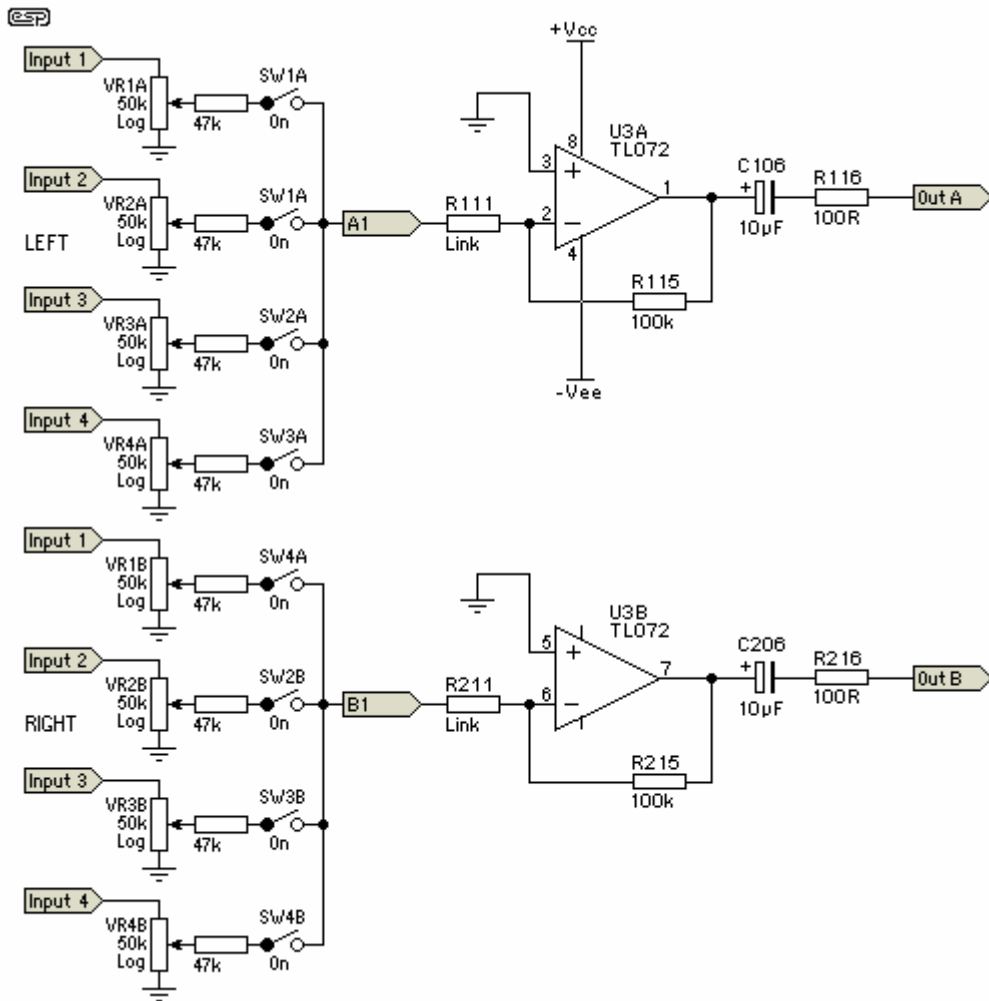 esp
Input 1
VR1A
50k
Log
47k
SW1A
On
Input 2
VR2A
50k
Log
47k
SW1A
On
LEFT
Input 3
VR3A
50k
Log
47k
SW2A
On
Input 4
VR4A
50k
Log
47k
SW3A
On
A1
R111
Link
+Vcc
U3A
TL072
8
3
+
2
−
1
4
R115
100k
-Vee
C106
+
10µF
R116
100R
Out A
Input 1
VR1B
50k
Log
47k
SW4A
On
Input 2
VR2B
50k
Log
47k
SW2B
On
RIGHT
Input 3
VR3B
50k
Log
47k
SW3B
On
Input 4
VR4B
50k
Log
47k
SW4B
On
B1
R211
Link
U3B
TL072
5
+
6
−
7
R215
100k
C206
+
10µF
R216
100R
Out B